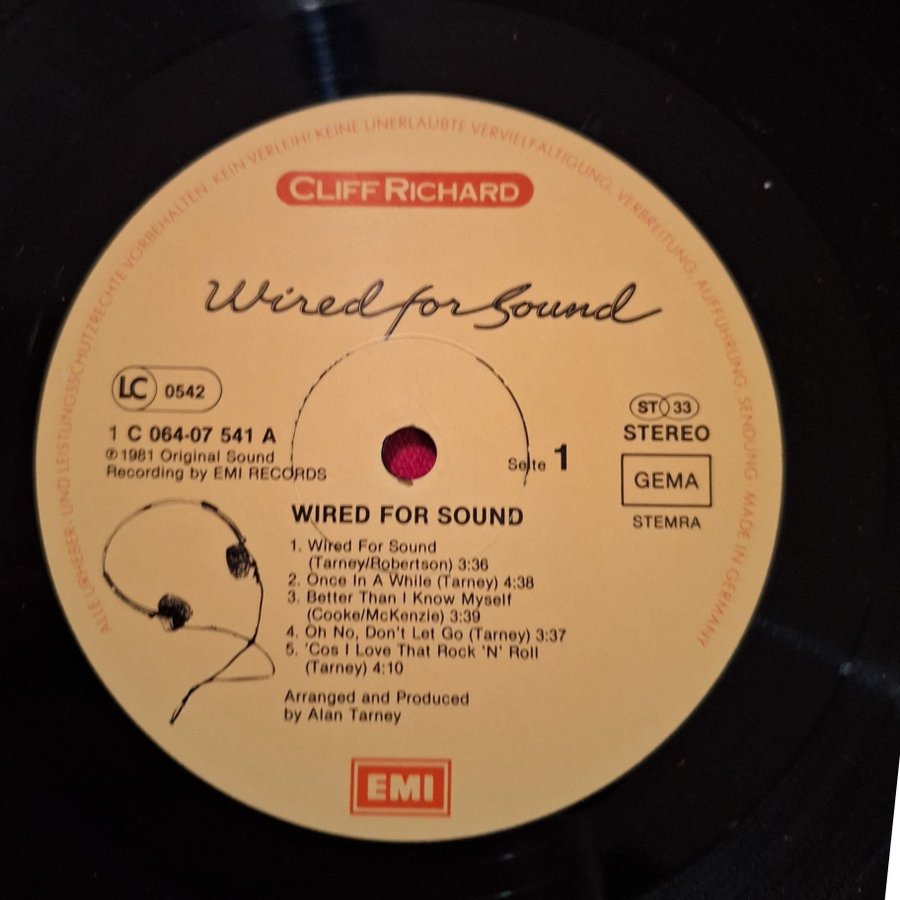 ALLE URHEBER- UND LEISTUNGSSCHUTZRECHTE VORBEHALTEN. KEIN VERLEIH! KEINE UNERLAUBTE VERVIELFÄLTIGUNG, VERBREITUNG, AUFFÜHRUNG, SENDUNG. MADE IN GERMANY
CLIFF RICHARD
Wired for Sound
LC 0542
1 C 064-07 541 A
℗ 1981 Original Sound
Recording by EMI RECORDS
ST 33
STEREO
GEMA
STEMRA
Seite 1
WIRED FOR SOUND
1. Wired For Sound
(Tarney/Robertson) 3:36
2. Once In A While (Tarney) 4:38
3. Better Than I Know Myself
(Cooke/McKenzie) 3:39
4. Oh No, Don't Let Go (Tarney) 3:37
5. 'Cos I Love That Rock 'N' Roll
(Tarney) 4:10
Arranged and Produced
by Alan Tarney
EMI